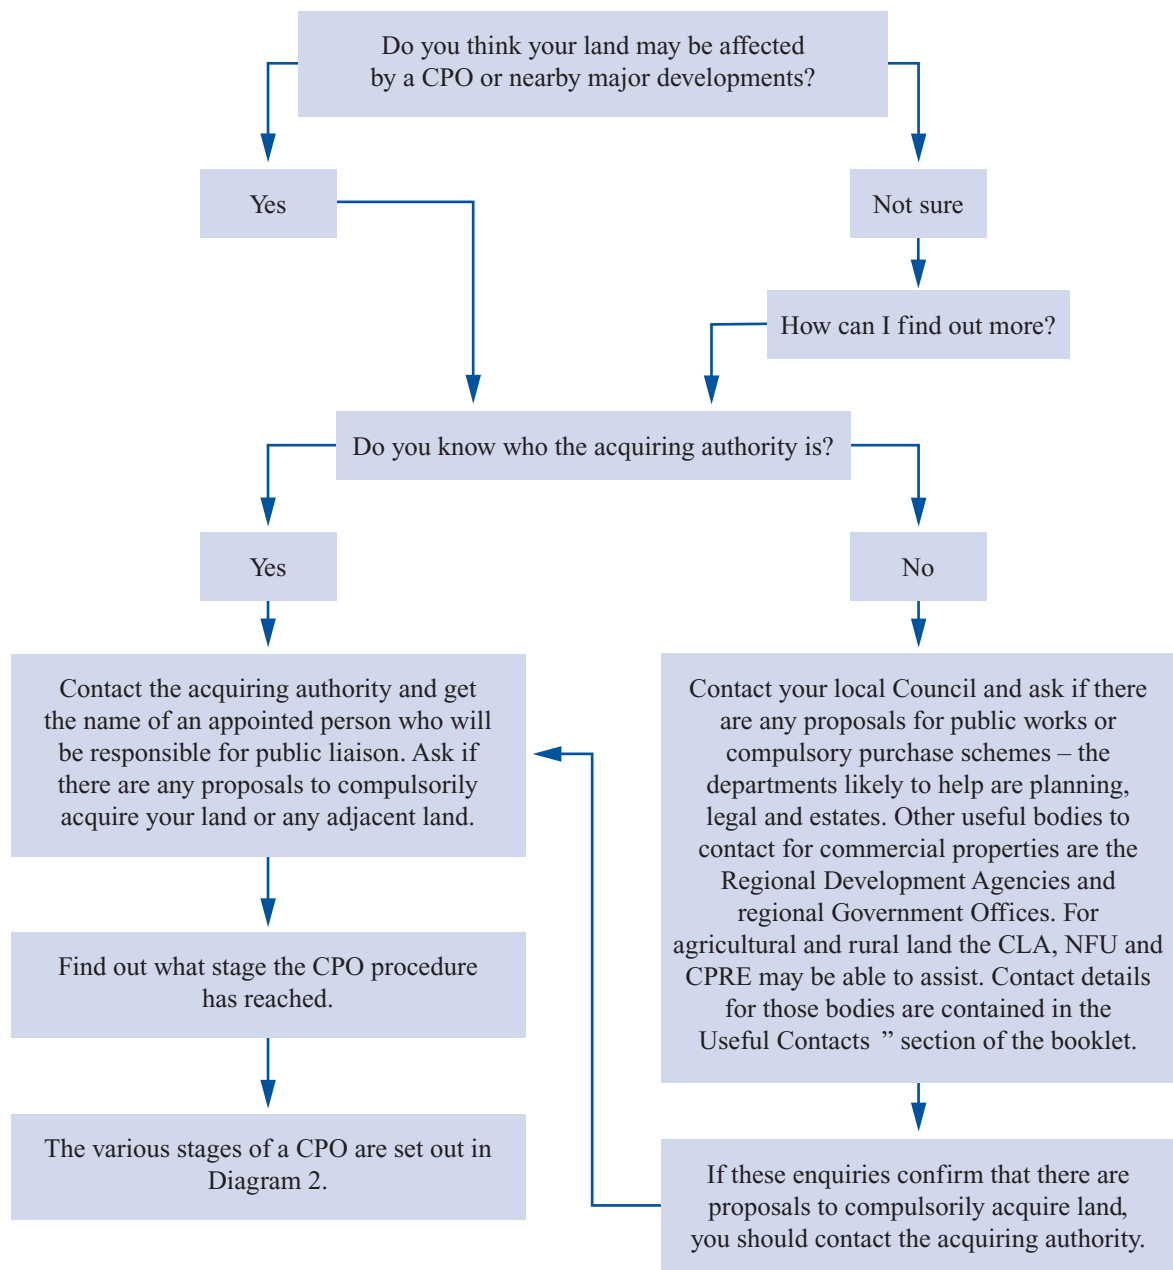 Do you think your land may be affected
by a CPO or nearby major developments?
Yes
Not sure
How can I find out more?
Do you know who the acquiring authority is?
Yes
No
Contact the acquiring authority and get
the name of an appointed person who will
be responsible for public liaison. Ask if
there are any proposals to compulsorily
acquire your land or any adjacent land.
Find out what stage the CPO procedure
has reached.
The various stages of a CPO are set out in
Diagram 2.
Contact your local Council and ask if there
are any proposals for public works or
compulsory purchase schemes – the
departments likely to help are planning,
legal and estates. Other useful bodies to
contact for commercial properties are the
Regional Development Agencies and
regional Government Offices. For
agricultural and rural land the CLA, NFU and
CPRE may be able to assist. Contact details
for those bodies are contained in the
Useful Contacts ” section of the booklet.
If these enquiries confirm that there are
proposals to compulsorily acquire land,
you should contact the acquiring authority.